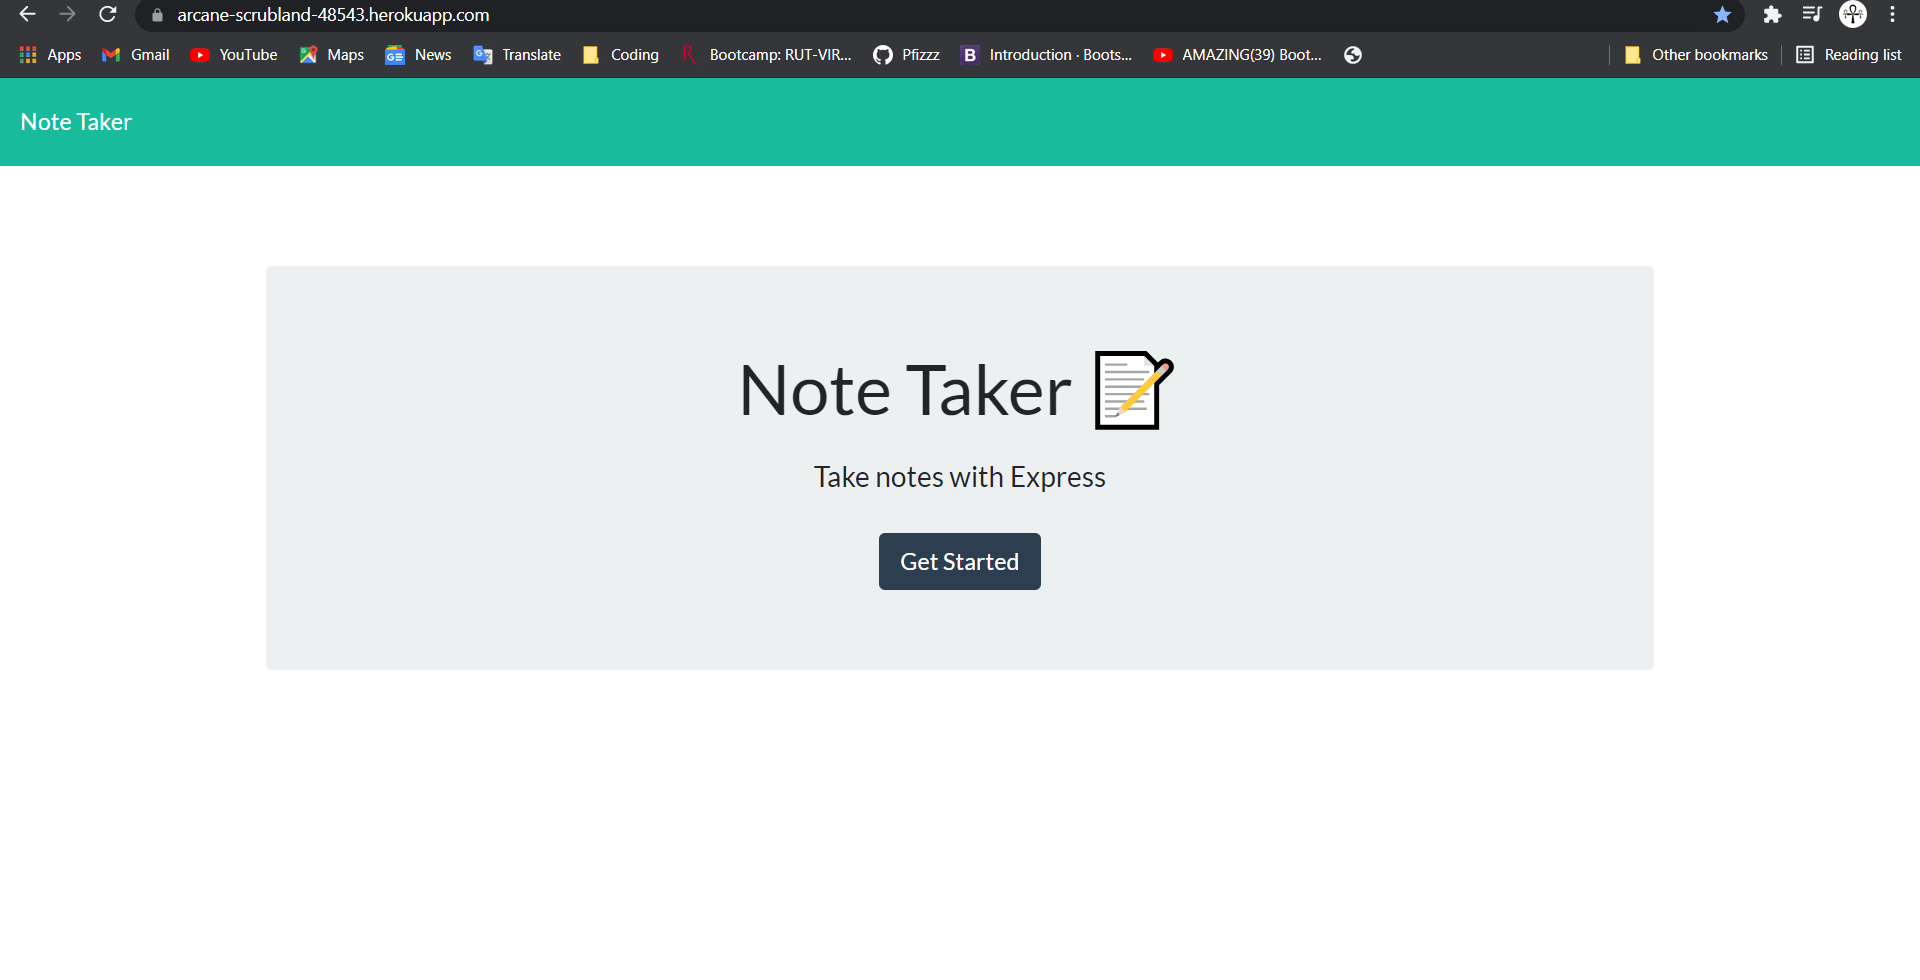 arcane-scrubland-48543.herokuapp.com
Apps Gmail YouTube Maps News Translate Coding Bootcamp: RUT-VIR... Pfizzz Introduction · Boots... AMAZING(39) Boot... Other bookmarks Reading list
Note Taker
Note Taker
Take notes with Express
Get Started